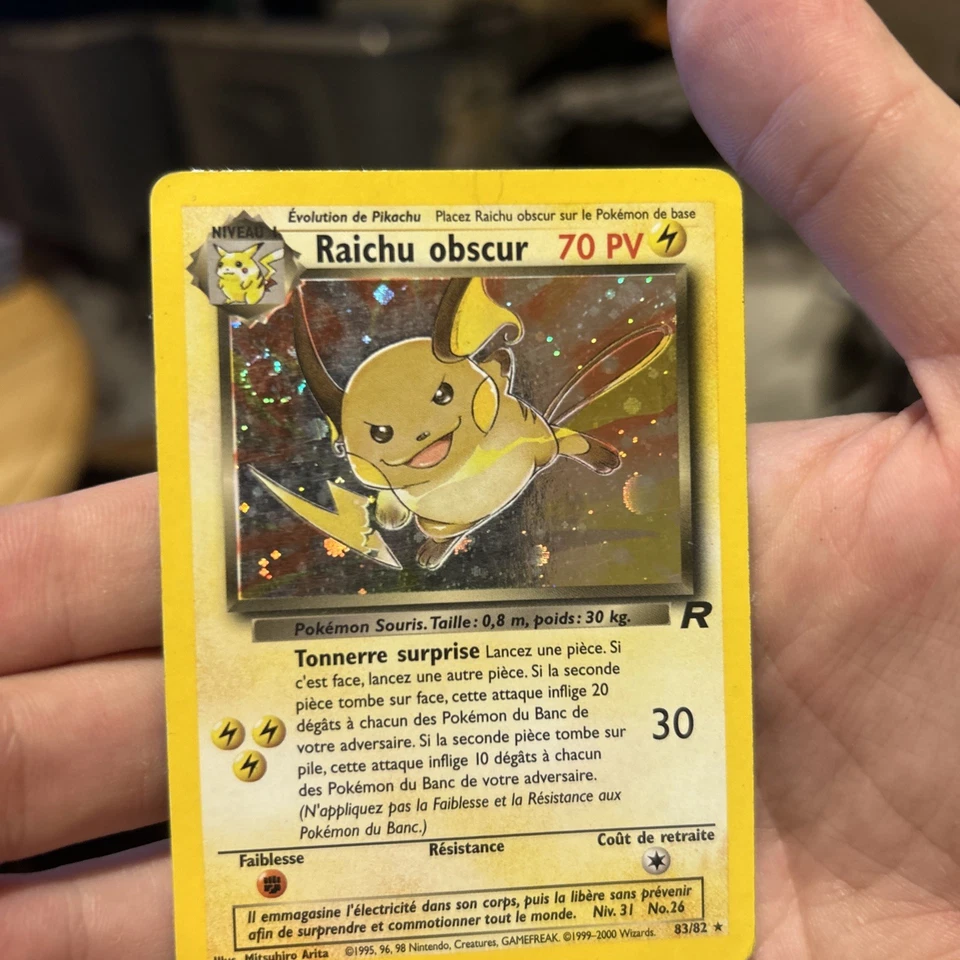 Évolution de Pikachu Placez Raichu obscur sur le Pokémon de base
NIVEAU 1
Raichu obscur 70 PV
Pokémon Souris. Taille : 0,8 m, poids : 30 kg.
R
Tonnerre surprise Lancez une pièce. Si
c'est face, lancez une autre pièce. Si la seconde
pièce tombe sur face, cette attaque inflige 20
dégâts à chacun des Pokémon du Banc de
votre adversaire. Si la seconde pièce tombe sur
pile, cette attaque inflige 10 dégâts à chacun
des Pokémon du Banc de votre adversaire.
(N'appliquez pas la Faiblesse et la Résistance aux
Pokémon du Banc.)
30
Faiblesse Résistance Coût de retraite
Il emmagasine l'électricité dans son corps, puis la libère sans prévenir
afin de surprendre et commotionner tout le monde. Niv. 31 No.26
Illus. Mitsuhiro Arita ©1995, 96, 98 Nintendo, Creatures, GAMEFREAK. ©1999-2000 Wizards. 83/82 ★